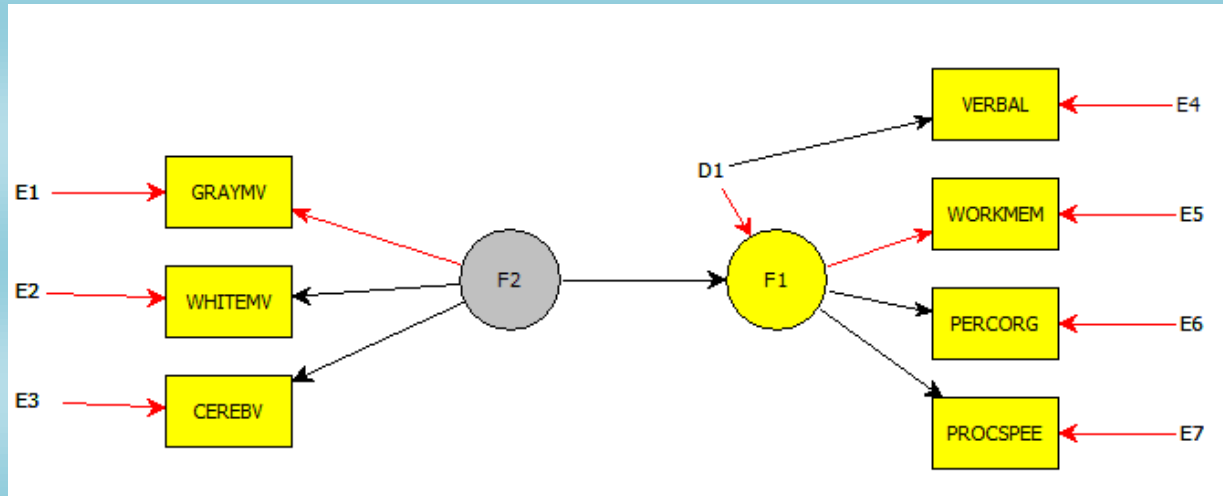 E1
GRAYMV
E2
WHITEMV
E3
CEREBV
F2
F1
D1
VERBAL
E4
WORKMEM
E5
PERCORG
E6
PROCSPEE
E7